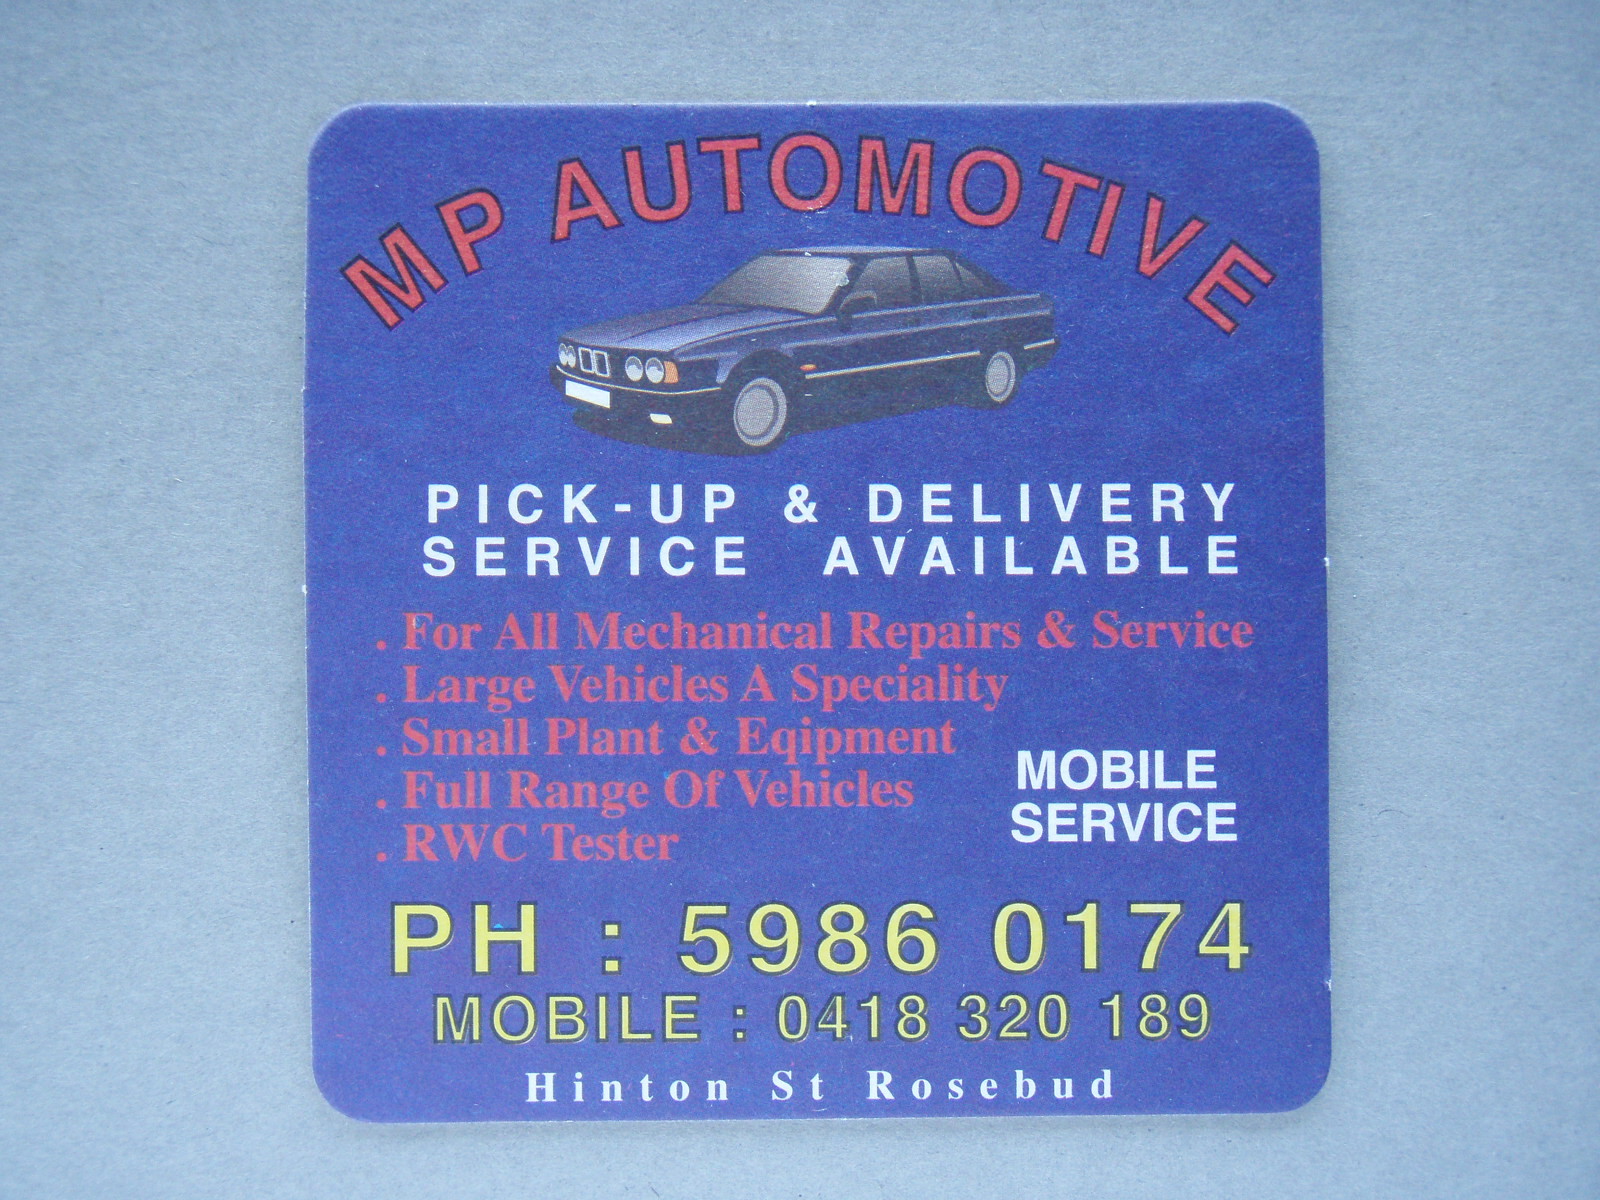 MP AUTOMOTIVE
PICK-UP & DELIVERY
SERVICE AVAILABLE
. For All Mechanical Repairs & Service
. Large Vehicles A Speciality
. Small Plant & Eqipment
. Full Range Of Vehicles
. RWC Tester
MOBILE
SERVICE
PH : 5986 0174
MOBILE : 0418 320 189
Hinton St Rosebud